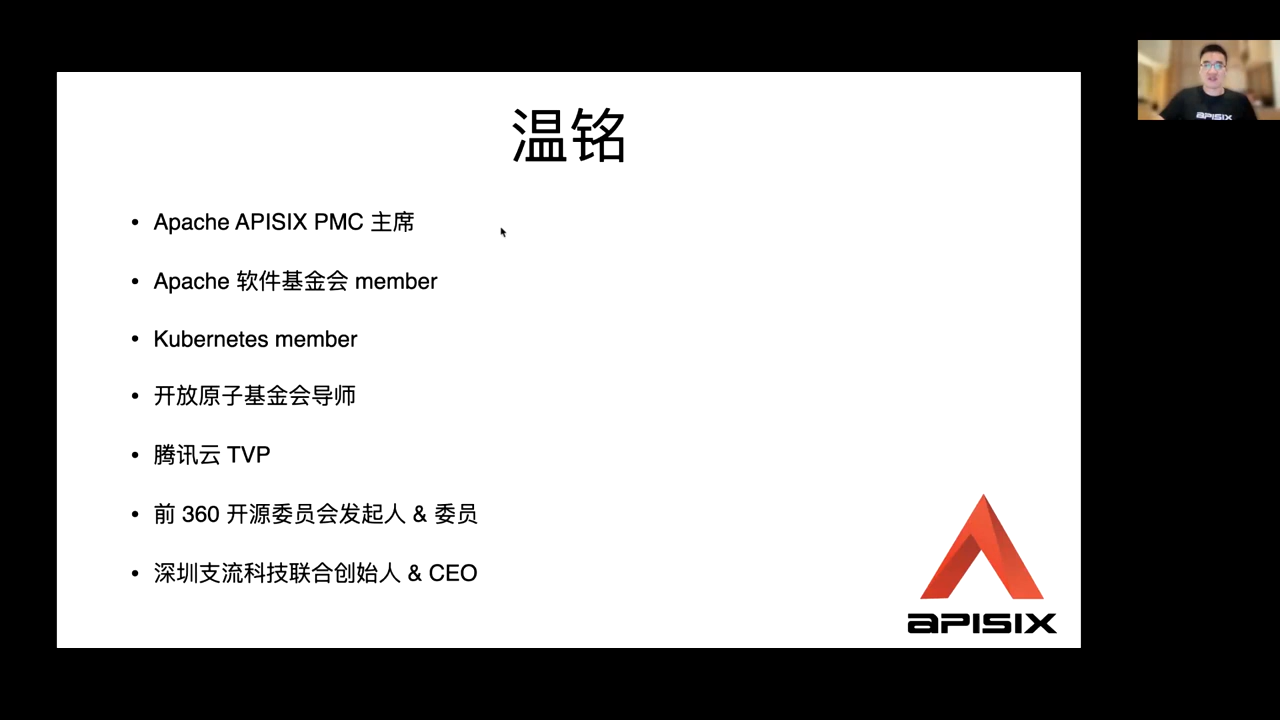 温铭
Apache APISIX PMC 主席
Apache 软件基金会 member
Kubernetes member
开放原子基金会导师
腾讯云 TVP
前 360 开源委员会发起人 & 委员
深圳支流科技联合创始人 & CEO
APISIX
APISIX